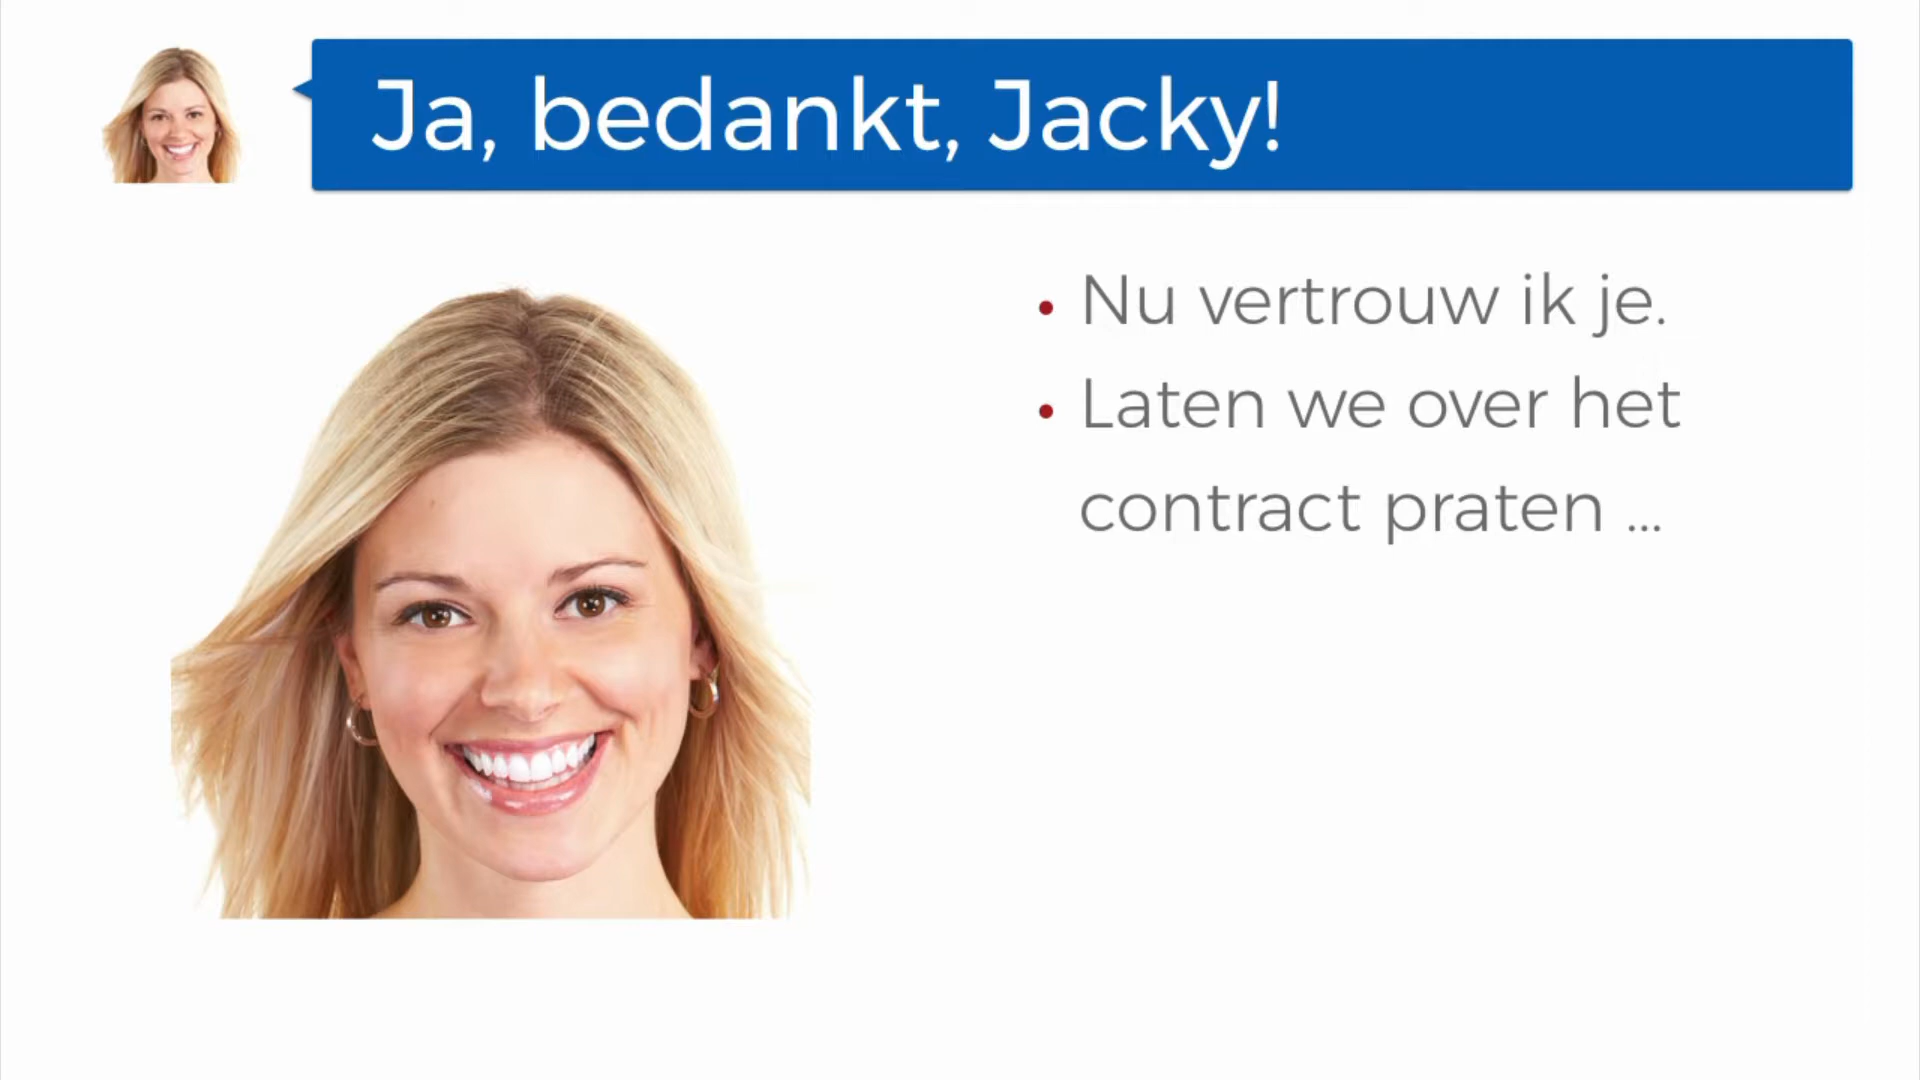 Ja, bedankt, Jacky!
• Nu vertrouw ik je.
• Laten we over het
contract praten ...